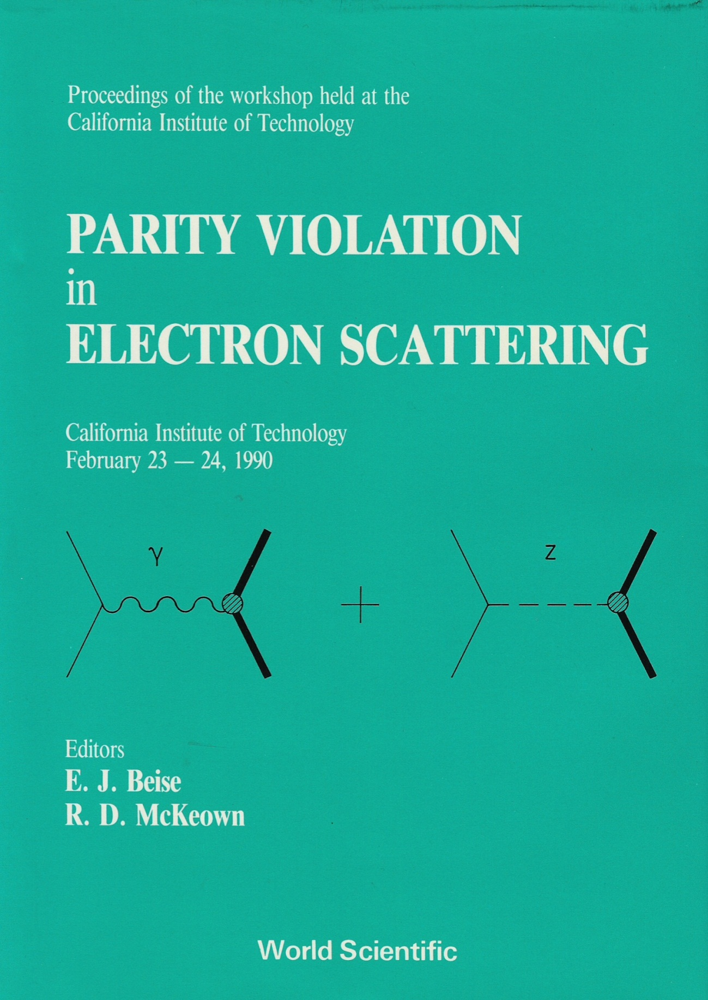 Proceedings of the workshop held at the
California Institute of Technology
PARITY VIOLATION
in
ELECTRON SCATTERING
California Institute of Technology
February 23 — 24, 1990
γ
+
Z
Editors
E. J. Beise
R. D. McKeown
World Scientific